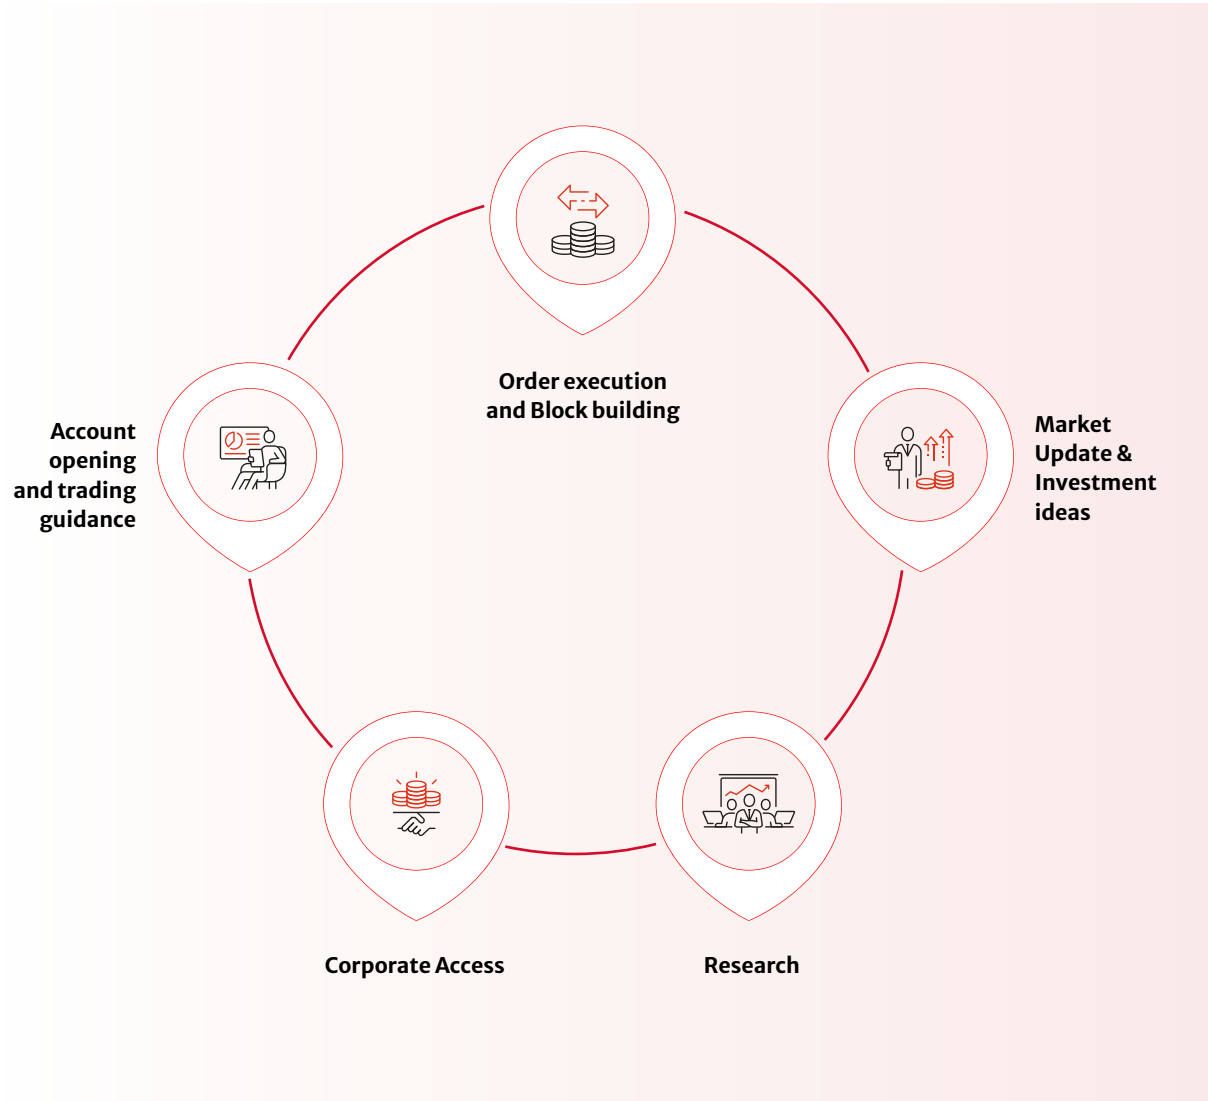 Order execution
and Block building
Account
opening
and trading
guidance
Market
Update &
Investment
ideas
Corporate Access
Research